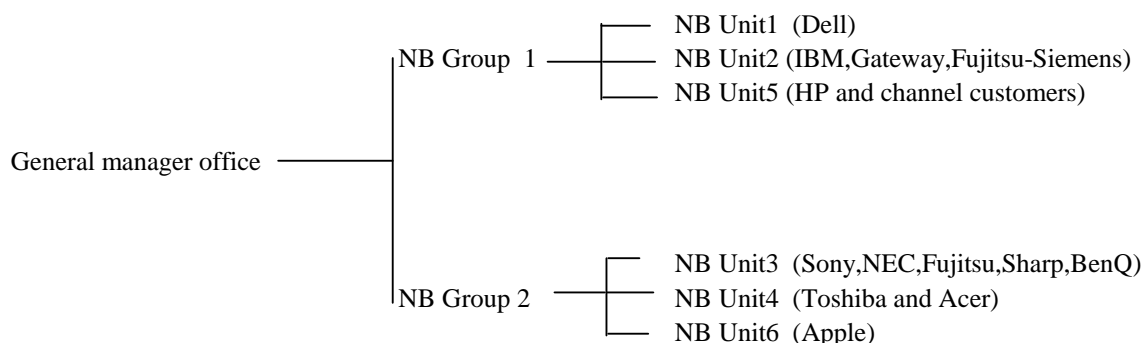 NB Unit1 (Dell)
NB Group 1
NB Unit2 (IBM,Gateway,Fujitsu-Siemens)
NB Unit5 (HP and channel customers)
General manager office
NB Unit3 (Sony,NEC,Fujitsu,Sharp,BenQ)
NB Group 2
NB Unit4 (Toshiba and Acer)
NB Unit6 (Apple)